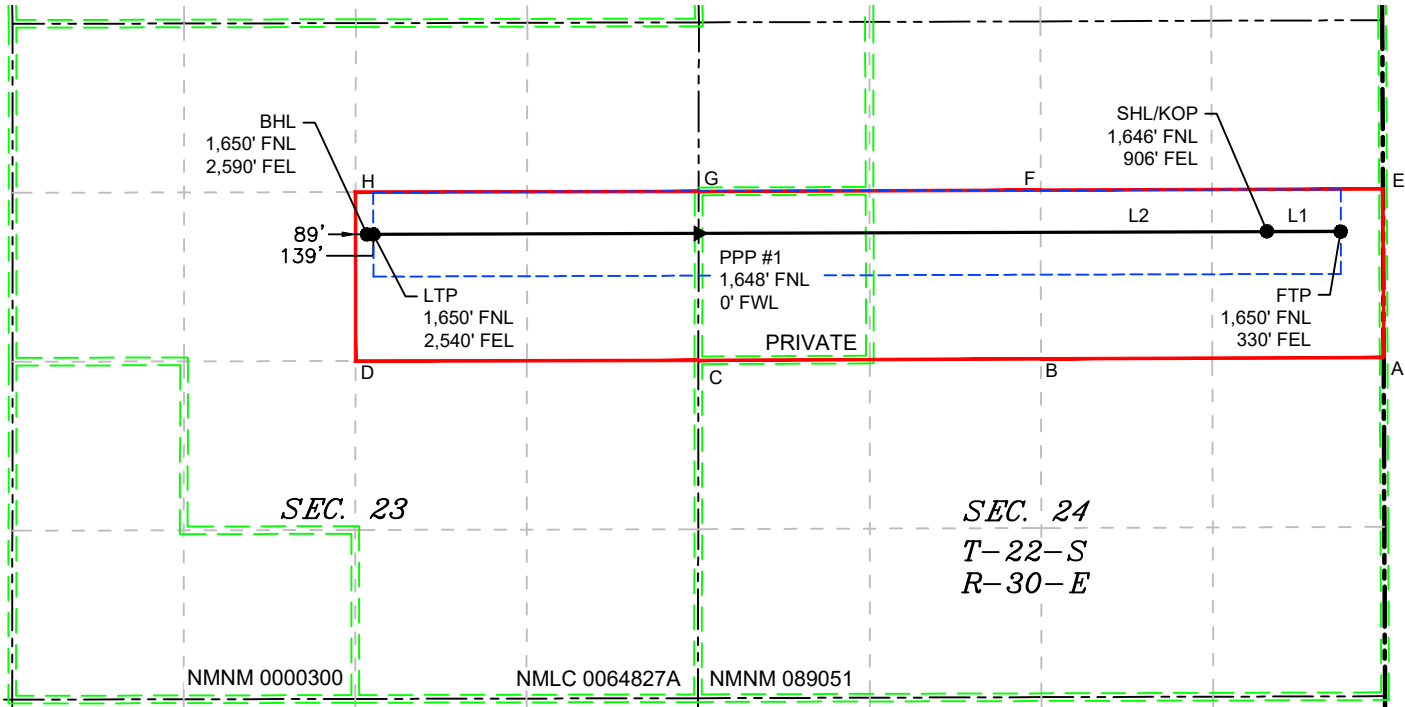 BHL
1,650' FNL
2,590' FEL
SHL/KOP
1,646' FNL
906' FEL
H
G
F
E
L2
L1
89'
139'
PPP #1
1,648' FNL
0' FWL
LTP
1,650' FNL
2,540' FEL
FTP
1,650' FNL
330' FEL
PRIVATE
D
C
B
A
SEC. 23
SEC. 24
T-22-S
R-30-E
NMNM 0000300
NMLC 0064827A
NMNM 089051